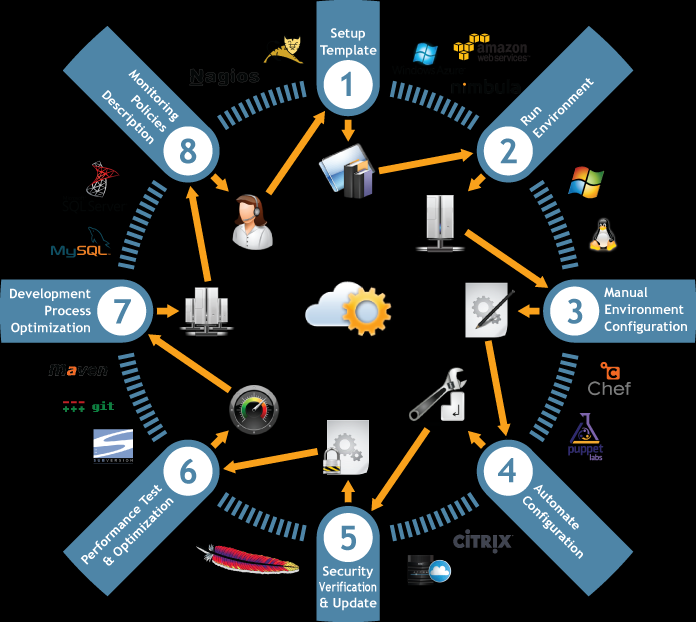 Setup
Template
1
Nagios
amazon
web services
nimbula
Run
Environment
2
Manual
Environment
Configuration
3
Chef
puppet
labs
Automate
Configuration
4
CITRIX
5
Security
Verification
& Update
Performance Test
& Optimization
6
maven
git
SUBVERSION
Development
Process
Optimization
7
MySQL
Monitoring
Policies
Description
8